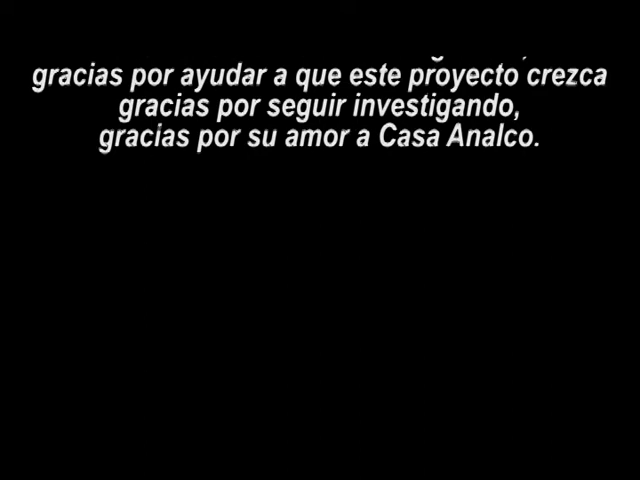 gracias por ayudar a que este proyecto crezca
gracias por seguir investigando,
gracias por su amor a Casa Analco.